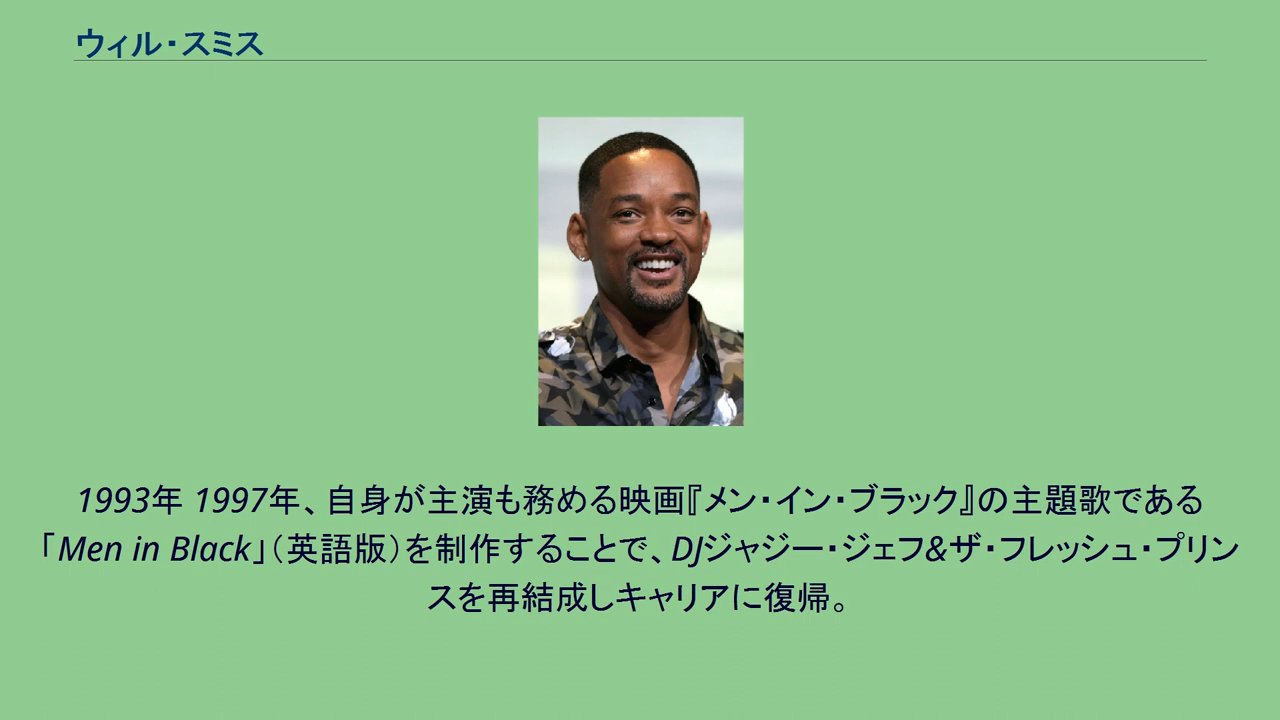 ウィル・スミス
1993年 1997年、自身が主演も務める映画『メン・イン・ブラック』の主題歌である
「Men in Black」（英語版）を制作することで、DJジャジー・ジェフ&ザ・フレッシュ・プリン
スを再結成しキャリアに復帰。